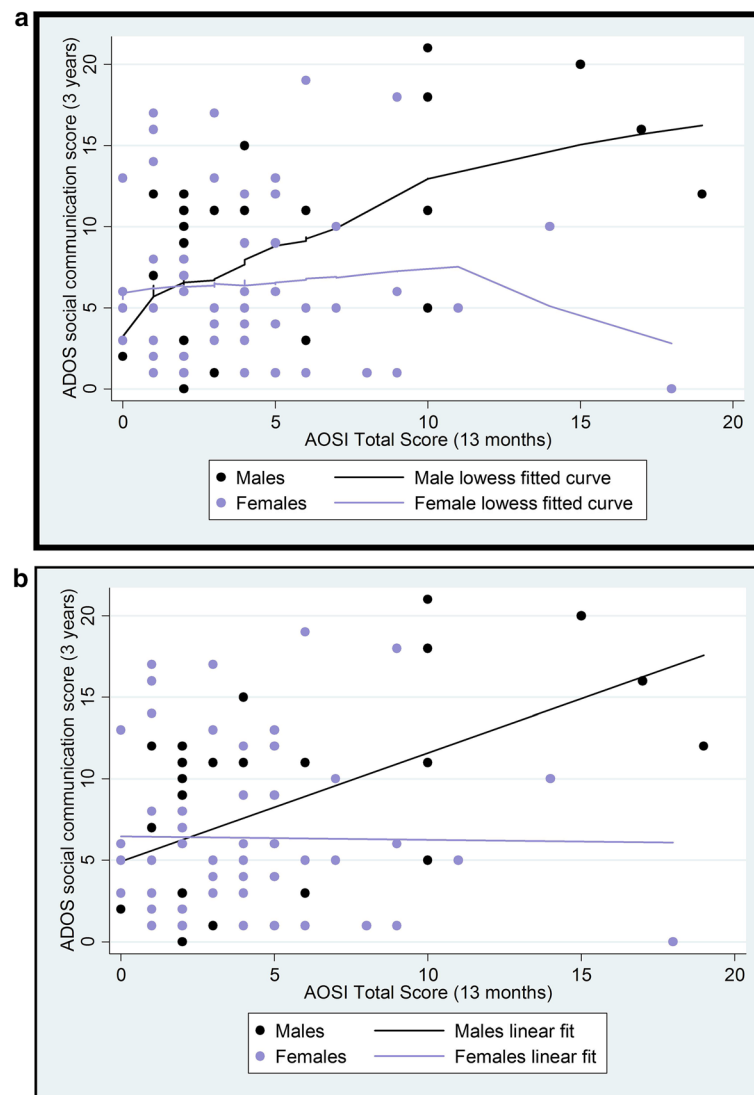 a
ADOS social communication score (3 years)
20
15
10
5
0
0 5 10 15 20
AOSI Total Score (13 months)
Males Male lowess fitted curve
Females Female lowess fitted curve
b
ADOS social communication score (3 years)
20
15
10
5
0
0 5 10 15 20
AOSI Total Score (13 months)
Males Males linear fit
Females Females linear fit